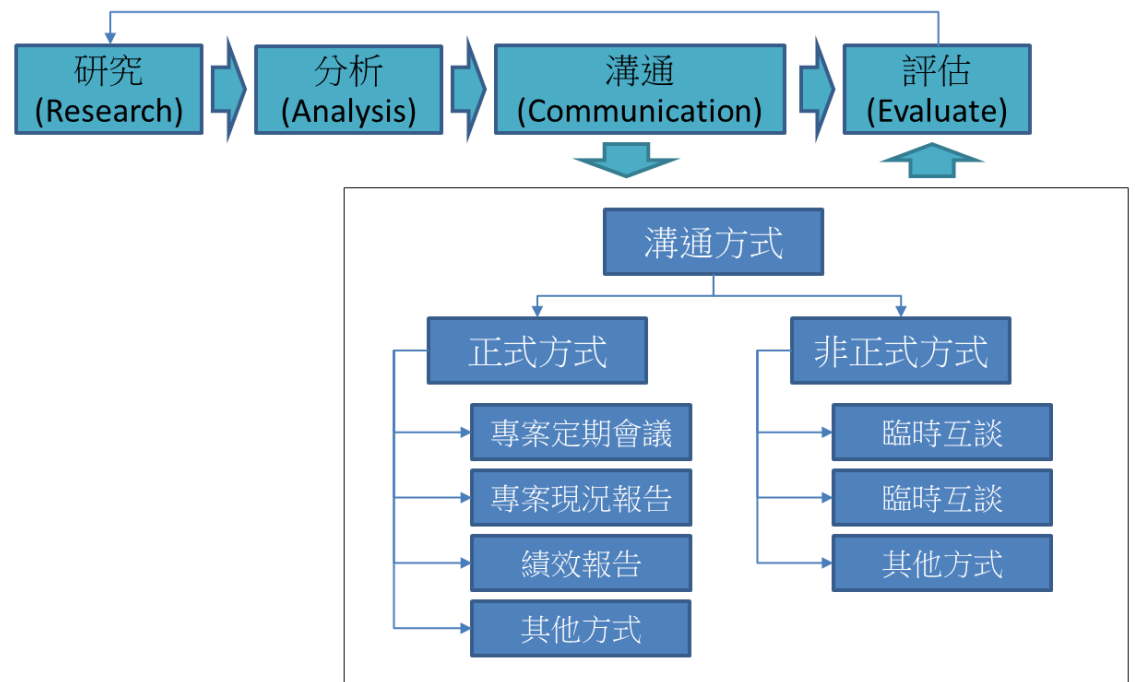 研究
(Research)
分析
(Analysis)
溝通
(Communication)
評估
(Evaluate)
溝通方式
正式方式
專案定期會議
專案現況報告
績效報告
其他方式
非正式方式
臨時互談
臨時互談
其他方式